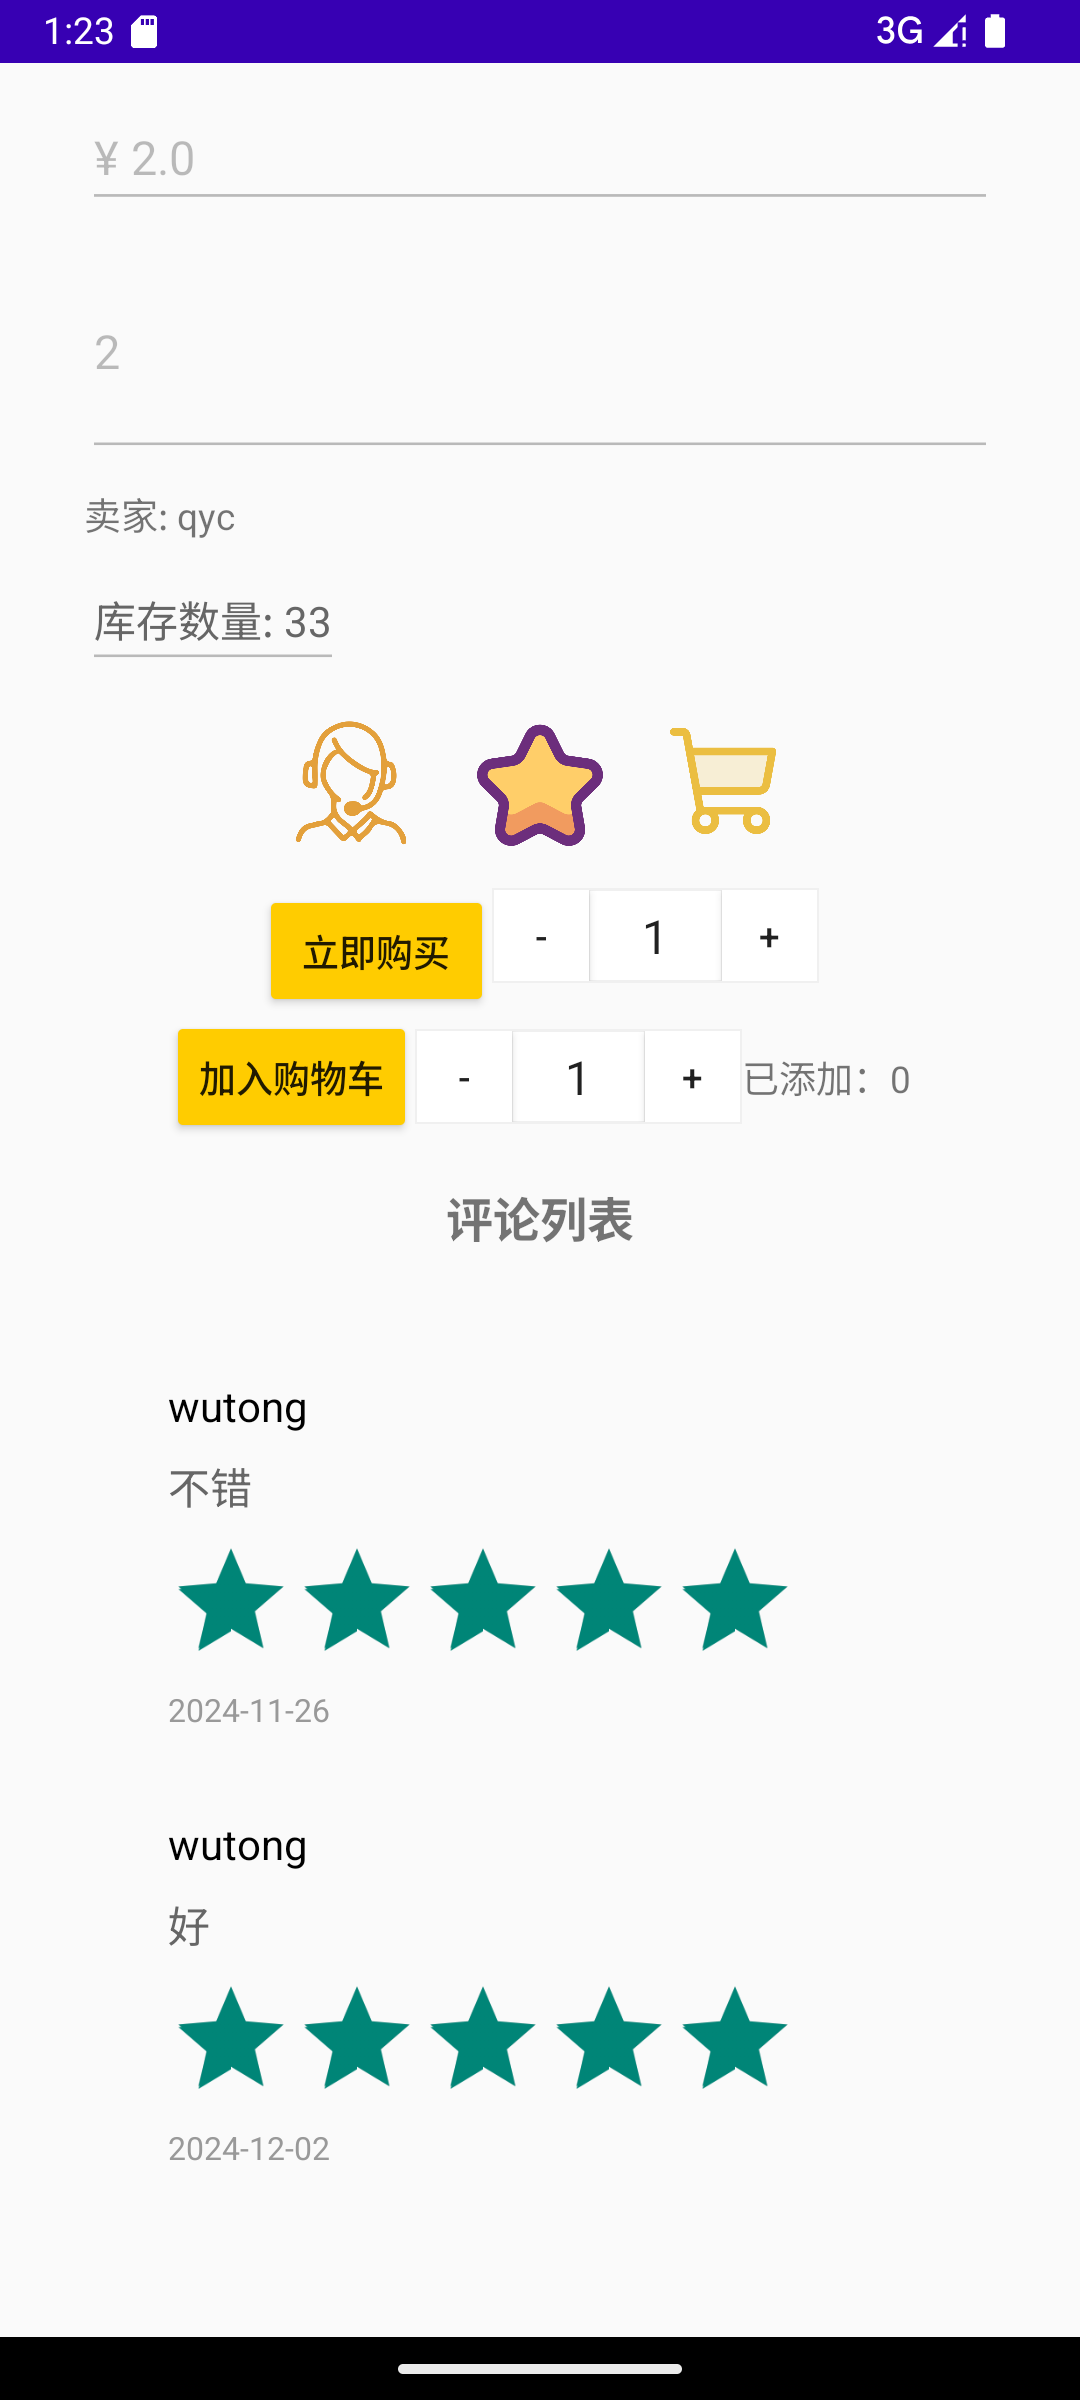 1:23
3G
¥ 2.0
2
卖家: qyc
库存数量: 33
立即购买 - 1 +
加入购物车 - 1 + 已添加：0
评论列表
wutong
不错
2024-11-26
wutong
好
2024-12-02